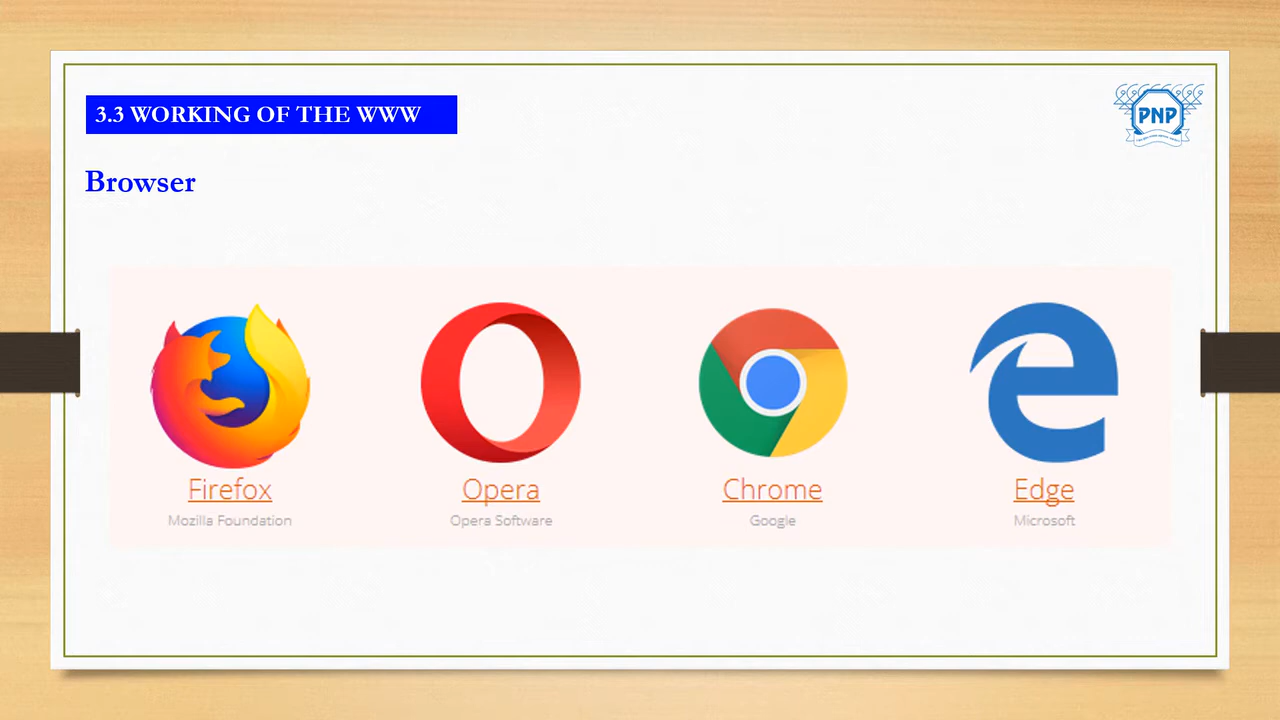 3.3 WORKING OF THE WWW
PNP
Browser
Firefox
Mozilla Foundation
Opera
Opera Software
Chrome
Google
Edge
Microsoft